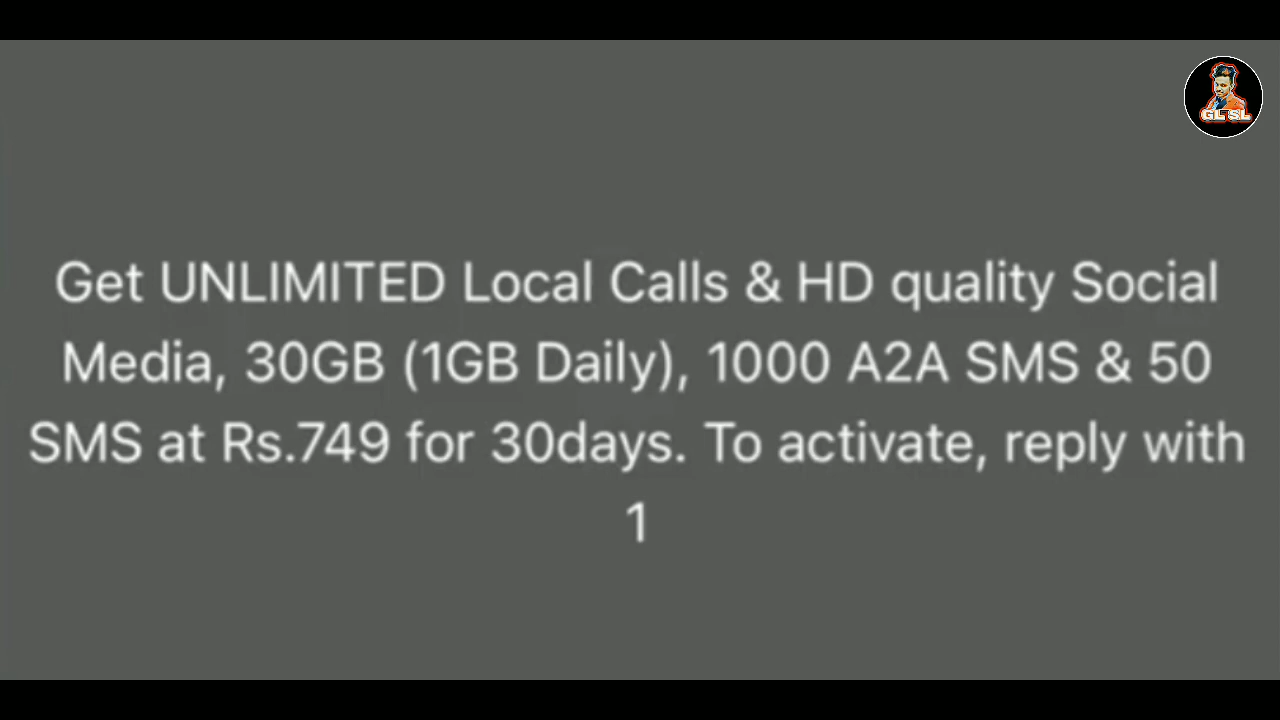 GL SL
Get UNLIMITED Local Calls & HD quality Social
Media, 30GB (1GB Daily), 1000 A2A SMS & 50
SMS at Rs.749 for 30days. To activate, reply with
1